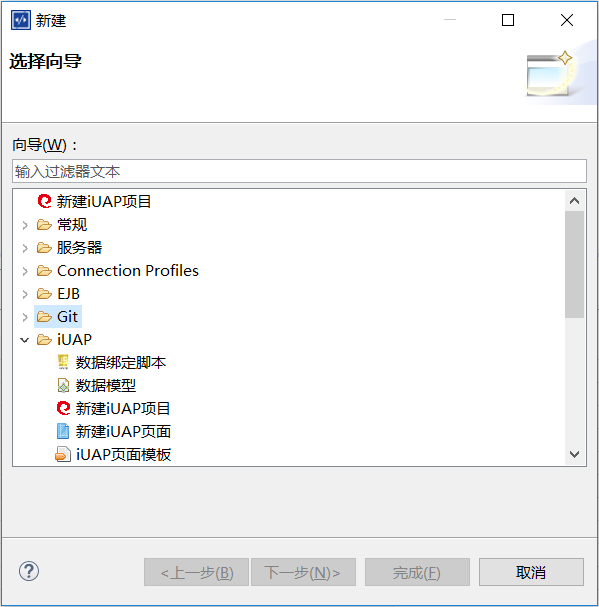 新建
选择向导
向导(W)：
输入过滤器文本
新建iUAP项目
常规
服务器
Connection Profiles
EJB
Git
iUAP
数据绑定脚本
数据模型
新建iUAP项目
新建iUAP页面
iUAP页面模板
<上一步(B) 下一步(N)> 完成(F) 取消